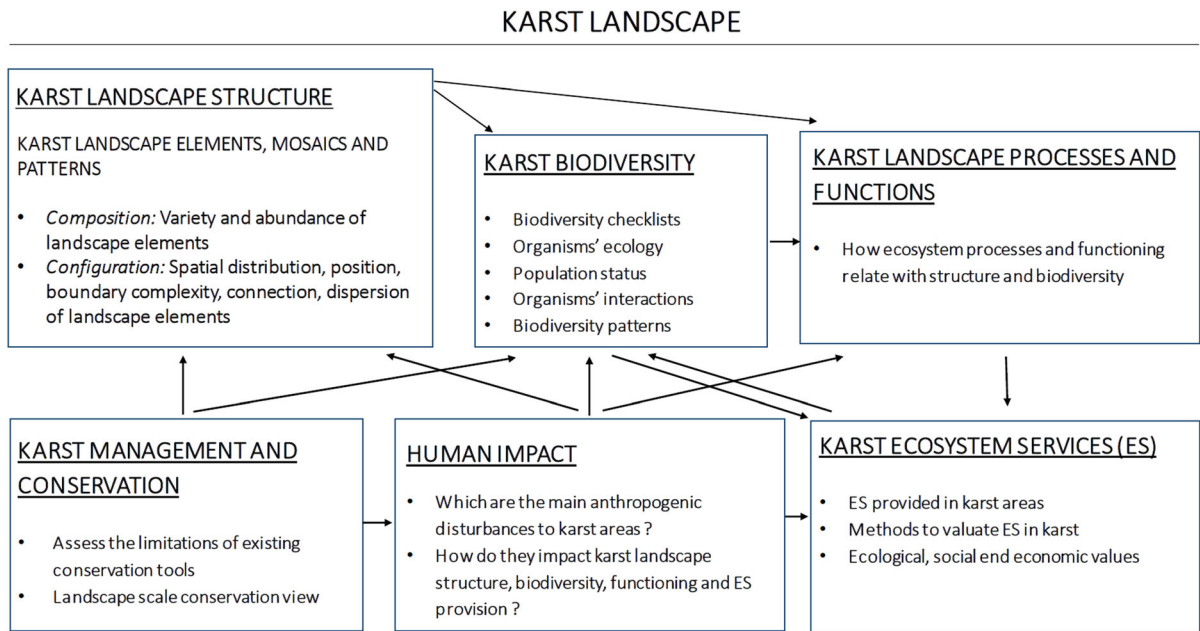 KARST LANDSCAPE
KARST LANDSCAPE STRUCTURE
KARST LANDSCAPE ELEMENTS, MOSAICS AND
PATTERNS
• Composition: Variety and abundance of
landscape elements
• Configuration: Spatial distribution, position,
boundary complexity, connection, dispersion
of landscape elements
KARST BIODIVERSITY
• Biodiversity checklists
• Organisms' ecology
• Population status
• Organisms' interactions
• Biodiversity patterns
KARST LANDSCAPE PROCESSES AND
FUNCTIONS
• How ecosystem processes and functioning
relate with structure and biodiversity
KARST MANAGEMENT AND
CONSERVATION
• Assess the limitations of existing
conservation tools
• Landscape scale conservation view
HUMAN IMPACT
• Which are the main anthropogenic
disturbances to karst areas ?
• How do they impact karst landscape
structure, biodiversity, functioning and ES
provision ?
KARST ECOSYSTEM SERVICES (ES)
• ES provided in karst areas
• Methods to valuate ES in karst
• Ecological, social end economic values